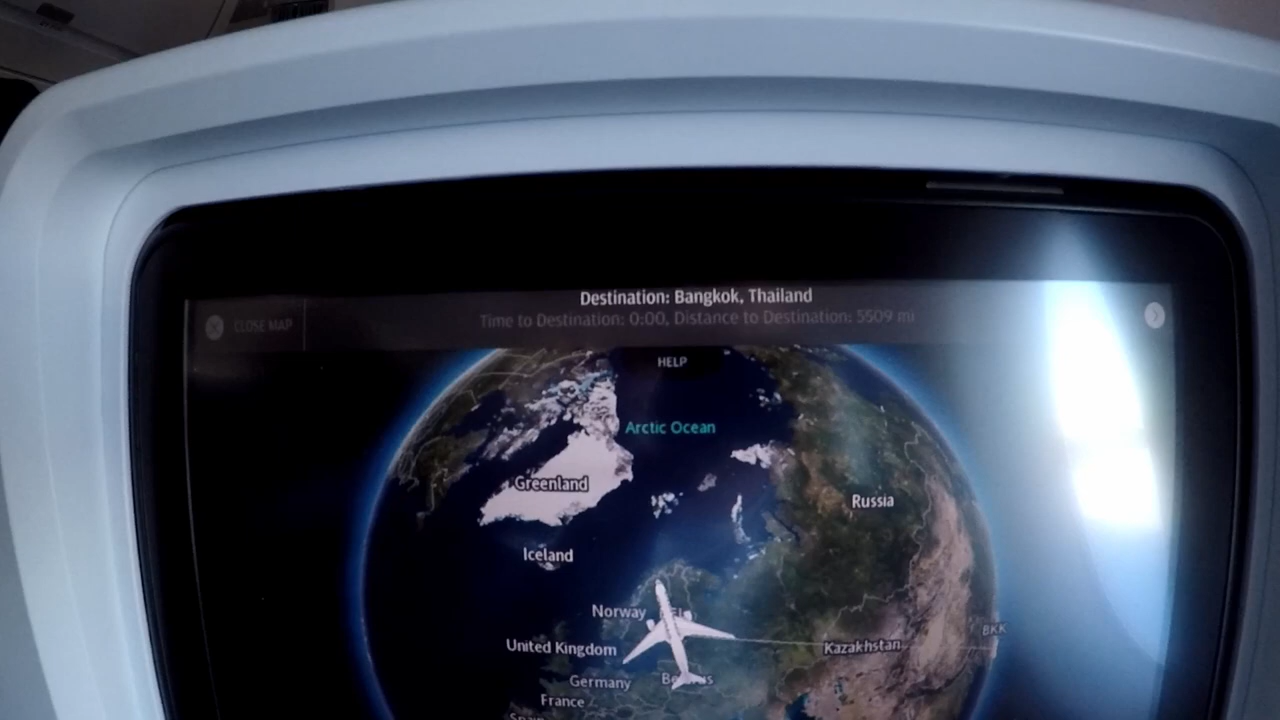 Destination: Bangkok, Thailand
CLOSE MAP
Time to Destination: 0:00, Distance to Destination: 5509 mi
HELP
Arctic Ocean
Greenland
Russia
Iceland
Norway
United Kingdom
Kazakhstan
BKK
Germany
France